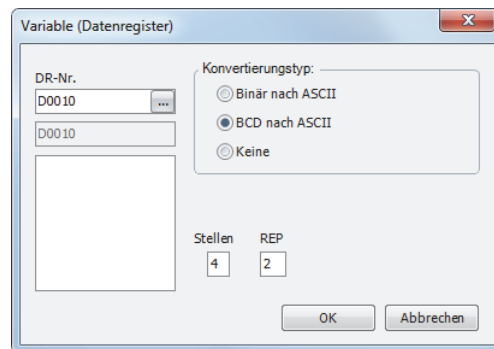 Variable (Datenregister)
DR-Nr.
D0010 ...
D0010
Konvertierungstyp:
Binär nach ASCII
BCD nach ASCII
Keine
Stellen REP
4 2
OK Abbrechen